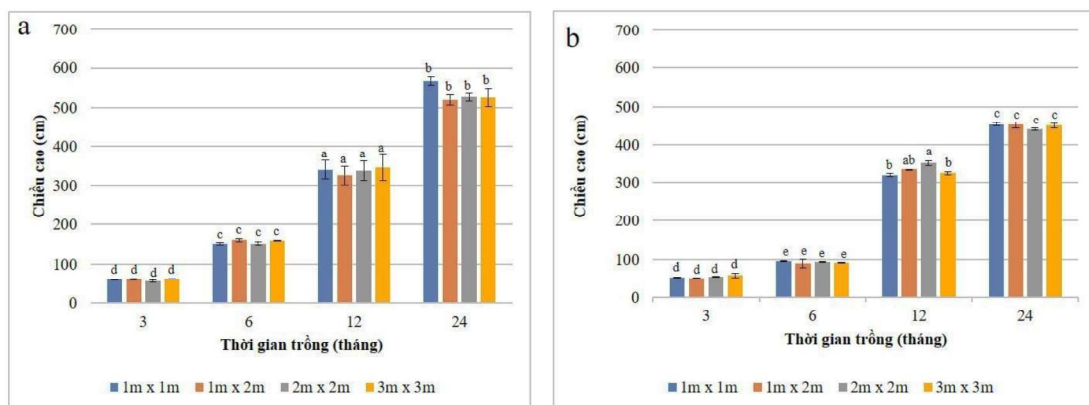 a
700
600
500
400
300
200
100
0
Chiều cao (cm)
b b b b
a a a a
c c c c
d d d d
3 6 12 24
Thời gian trồng (tháng)
1m x 1m 1m x 2m 2m x 2m 3m x 3m
b
700
600
500
400
300
200
100
0
Chiều cao (cm)
c c c c
b ab a b
e e e e
d d d d
3 6 12 24
Thời gian trồng (tháng)
1m x 1m 1m x 2m 2m x 2m 3m x 3m